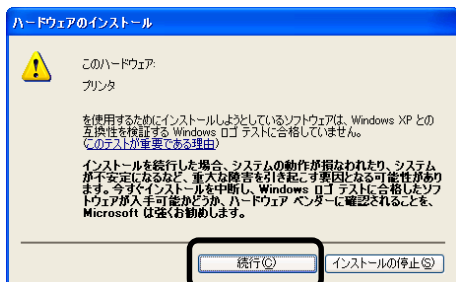 ハードウェアのインストール
このハードウェア:
プリンタ
を使用するためにインストールしようとしているソフトウェアは、Windows XP との
互換性を検証する Windows ロゴ テストに合格していません。
(このテストが重要である理由)
インストールを続行した場合、システムの動作が損なわれたり、システム
が不安定になるなど、重大な障害を引き起こす要因となる可能性があり
ます。今すぐインストールを中断し、Windows ロゴ テストに合格したソフ
トウェアが入手可能かどうか、ハードウェア ベンダーに確認されることを、
Microsoft は強くお勧めします。
続行(C)
インストールの停止(S)